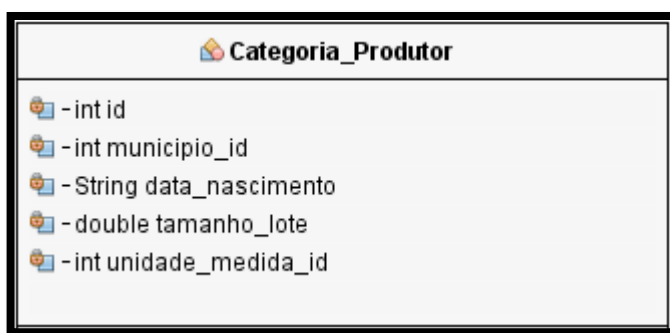 Categoria_Produtor
- int id
- int municipio_id
- String data_nascimento
- double tamanho_lote
- int unidade_medida_id